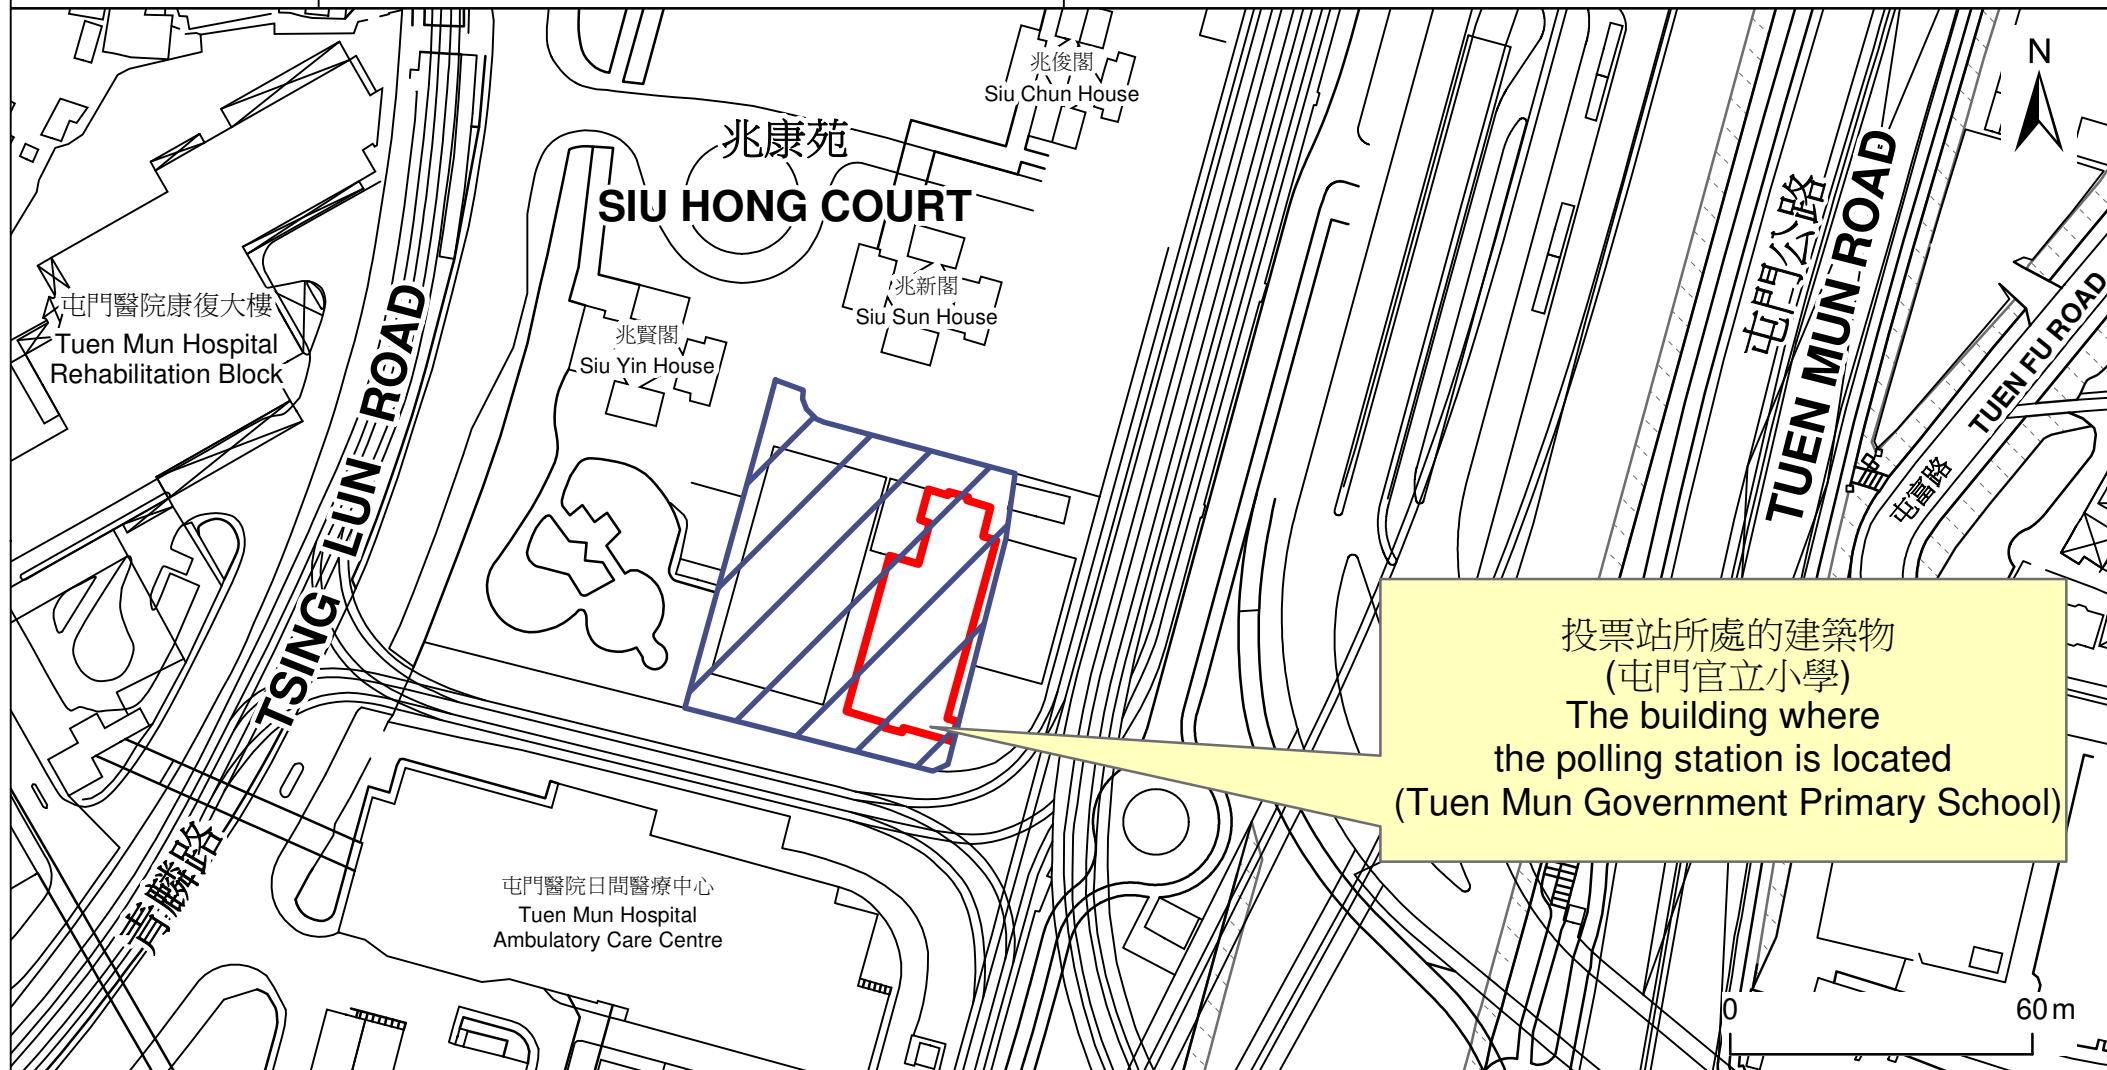 兆俊閣
Siu Chun House
N
兆康苑
SIU HONG COURT
屯門公路
TUEN MUN ROAD
兆新閣
Siu Sun House
屯門醫院康復大樓
Tuen Mun Hospital
Rehabilitation Block
兆賢閣
Siu Yin House
TSING LUN ROAD
青麟路
TUEN FU ROAD
屯富路
投票站所處的建築物
(屯門官立小學)
The building where
the polling station is located
(Tuen Mun Government Primary School)
屯門醫院日間醫療中心
Tuen Mun Hospital
Ambulatory Care Centre
0 60m